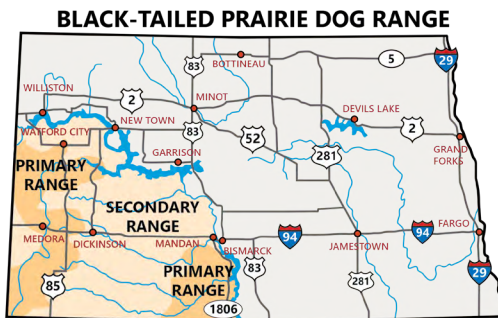 BLACK-TAILED PRAIRIE DOG RANGE
83
BOTTINEAU
5
29
WILLISTON
2
MINOT
DEVILS LAKE
WATFORD CITY
NEW TOWN
83
52
2
GRAND
FORKS
GARRISON
281
PRIMARY
RANGE
SECONDARY
RANGE
MEDORA
DICKINSON
MANDAN
BISMARCK
94
JAMESTOWN
94
FARGO
PRIMARY
RANGE
83
85
281
29
1806